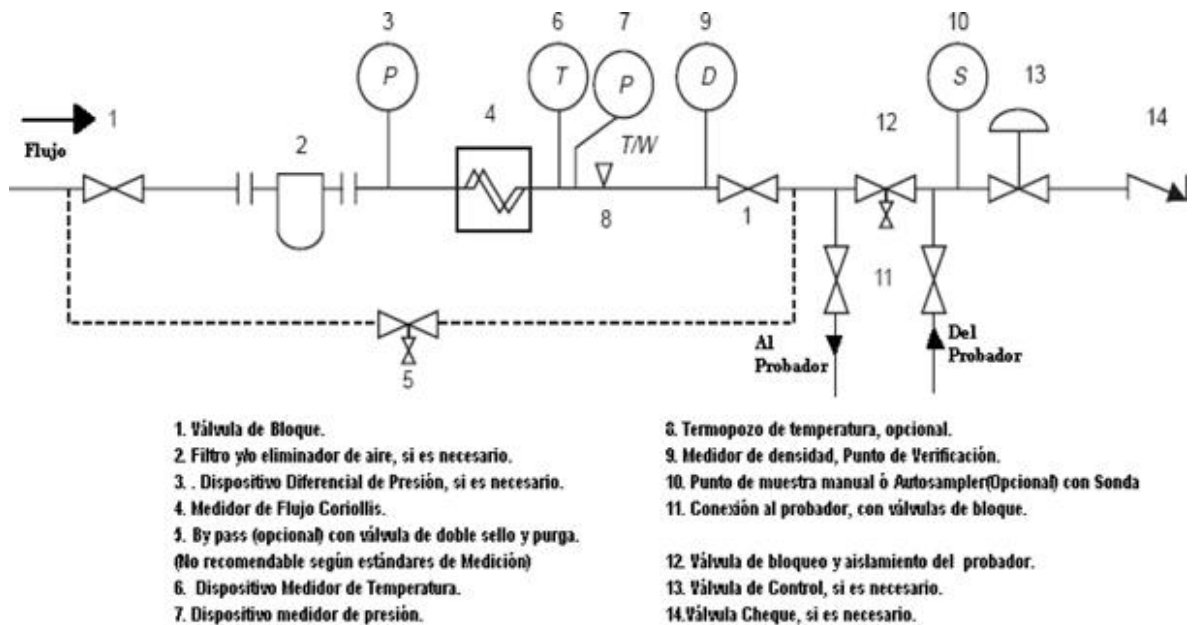 3 6 7 9 10
P T P D S 13
1 4 12 14
Flujo 2 T/W
8 1
11
Al Probador
Del Probador
5
1. Válvula de Bloque.
2. Filtro y/o eliminador de aire, si es necesario.
3. . Dispositivo Diferencial de Presión, si es necesario.
4. Medidor de Flujo Coriollis.
5. By pass (opcional) con válvula de doble sello y purga.
(No recomendable según estándares de Medición)
6. Dispositivo Medidor de Temperatura.
7. Dispositivo medidor de presión.
8. Termopozo de temperatura, opcional.
9. Medidor de densidad, Punto de Verificación.
10. Punto de muestra manual ó Autosampler(Opcional) con Sonda
11. Conexión al probador, con válvulas de bloque.
12. Válvula de bloqueo y aislamiento del probador.
13. Válvula de Control, si es necesario.
14.Válvula Cheque, si es necesario.